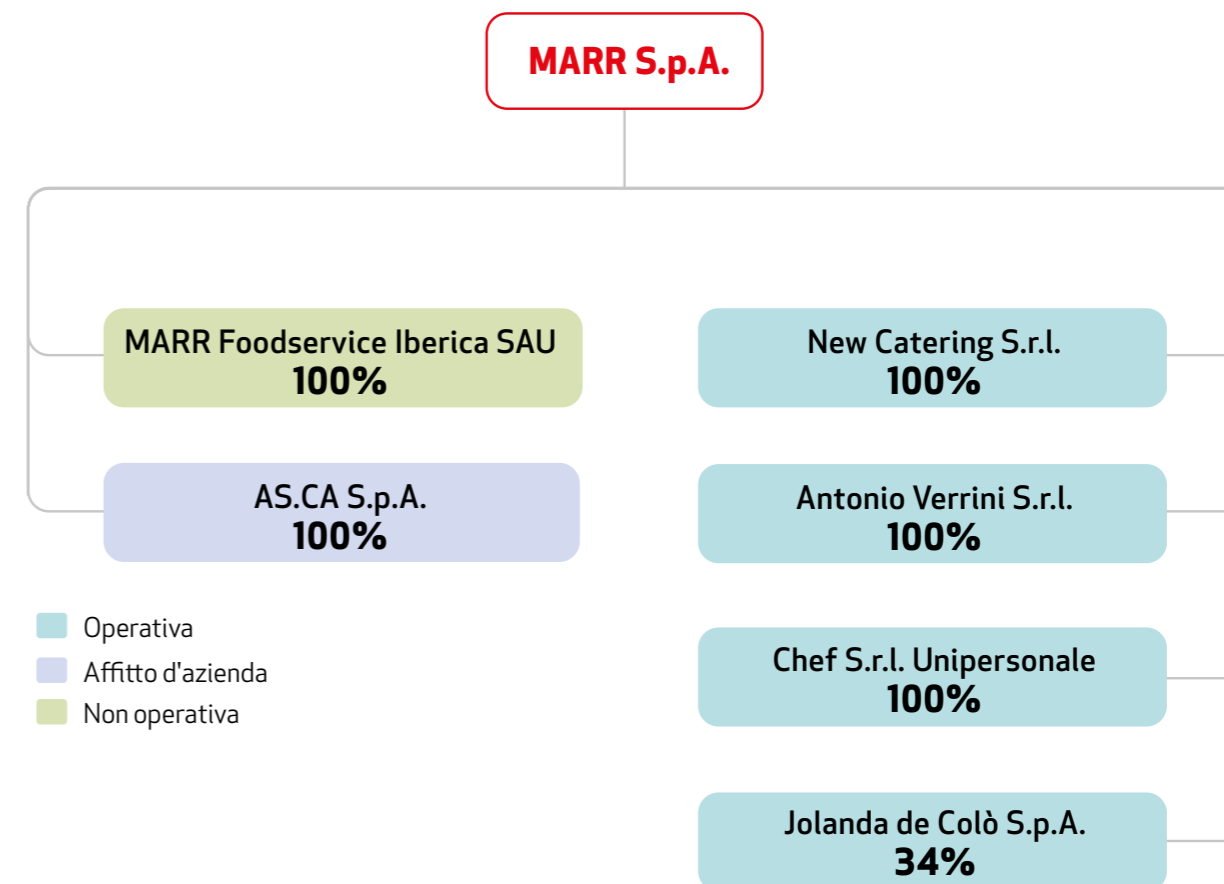 MARR S.p.A.
MARR Foodservice Iberica SAU
100%
New Catering S.r.l.
100%
AS.CA S.p.A.
100%
Antonio Verrini S.r.l.
100%
Operativa
Affitto d'azienda
Non operativa
Chef S.r.l. Unipersonale
100%
Jolanda de Colò S.p.A.
34%